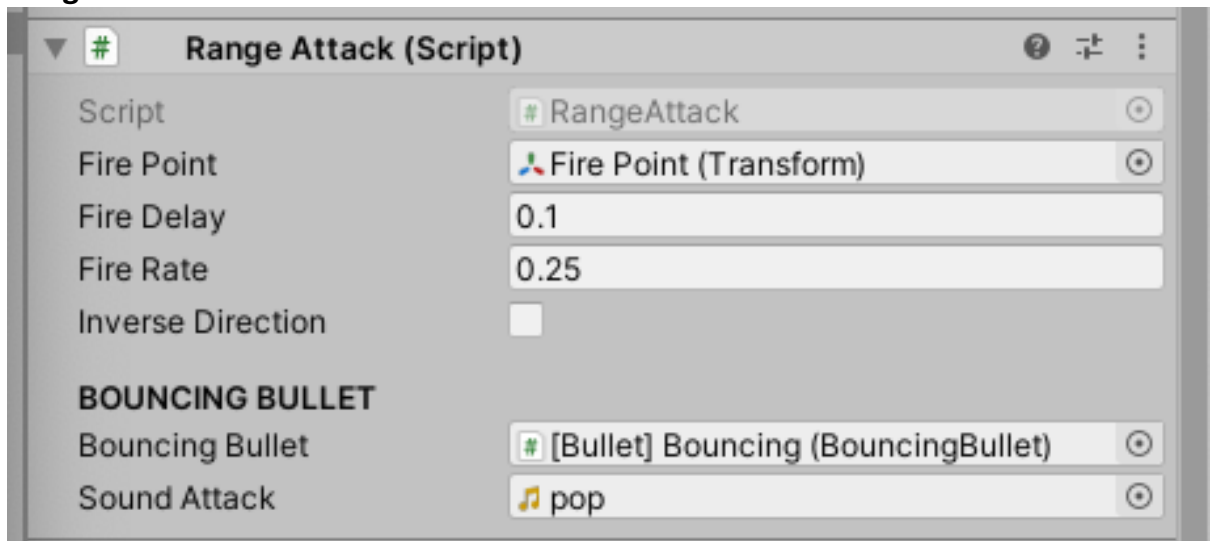 Range Attack (Script)
Script # RangeAttack
Fire Point Fire Point (Transform)
Fire Delay 0.1
Fire Rate 0.25
Inverse Direction
BOUNCING BULLET
Bouncing Bullet # [Bullet] Bouncing (BouncingBullet)
Sound Attack pop